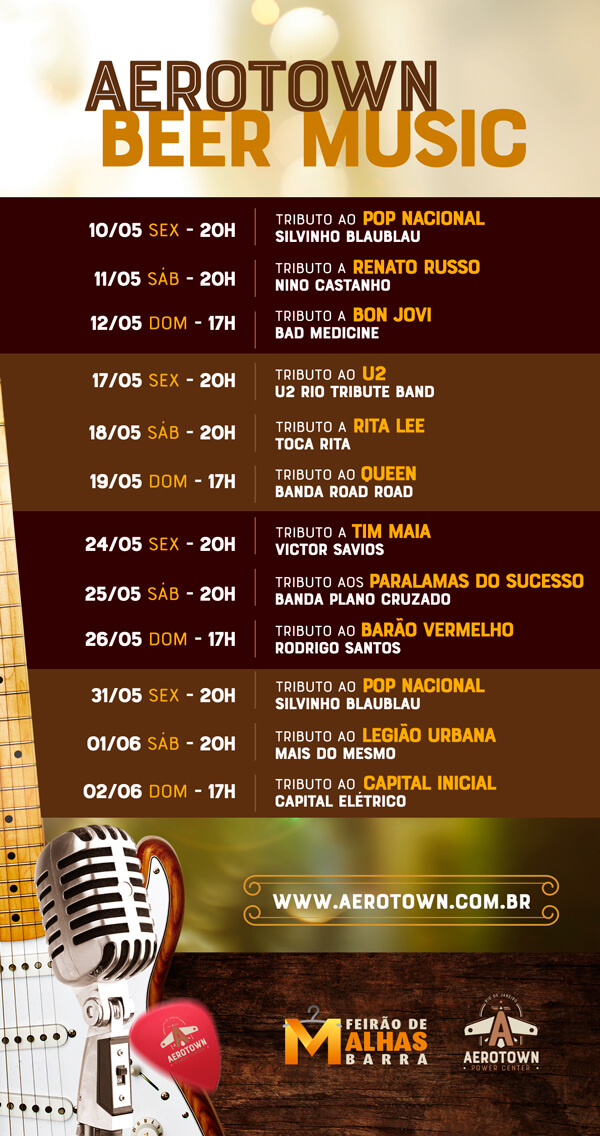 AEROTOWN
BEER MUSIC
10/05 SEX - 20H
TRIBUTO AO POP NACIONAL
SILVINHO BLAUBLAU
11/05 SÁB - 20H
TRIBUTO A RENATO RUSSO
NINO CASTANHO
12/05 DOM - 17H
TRIBUTO A BON JOVI
BAD MEDICINE
17/05 SEX - 20H
TRIBUTO AO U2
U2 RIO TRIBUTE BAND
18/05 SÁB - 20H
TRIBUTO A RITA LEE
TOCA RITA
19/05 DOM - 17H
TRIBUTO AO QUEEN
BANDA ROAD ROAD
24/05 SEX - 20H
TRIBUTO A TIM MAIA
VICTOR SAVIOS
25/05 SÁB - 20H
TRIBUTO AOS PARALAMAS DO SUCESSO
BANDA PLANO CRUZADO
26/05 DOM - 17H
TRIBUTO AO BARÃO VERMELHO
RODRIGO SANTOS
31/05 SEX - 20H
TRIBUTO AO POP NACIONAL
SILVINHO BLAUBLAU
01/06 SÁB - 20H
TRIBUTO AO LEGIÃO URBANA
MAIS DO MESMO
02/06 DOM - 17H
TRIBUTO AO CAPITAL INICIAL
CAPITAL ELÉTRICO
WWW.AEROTOWN.COM.BR
FEIRÃO DE
MALHAS
BARRA
RIO DE JANEIRO
A
AEROTOWN
POWER CENTER
AEROTOWN